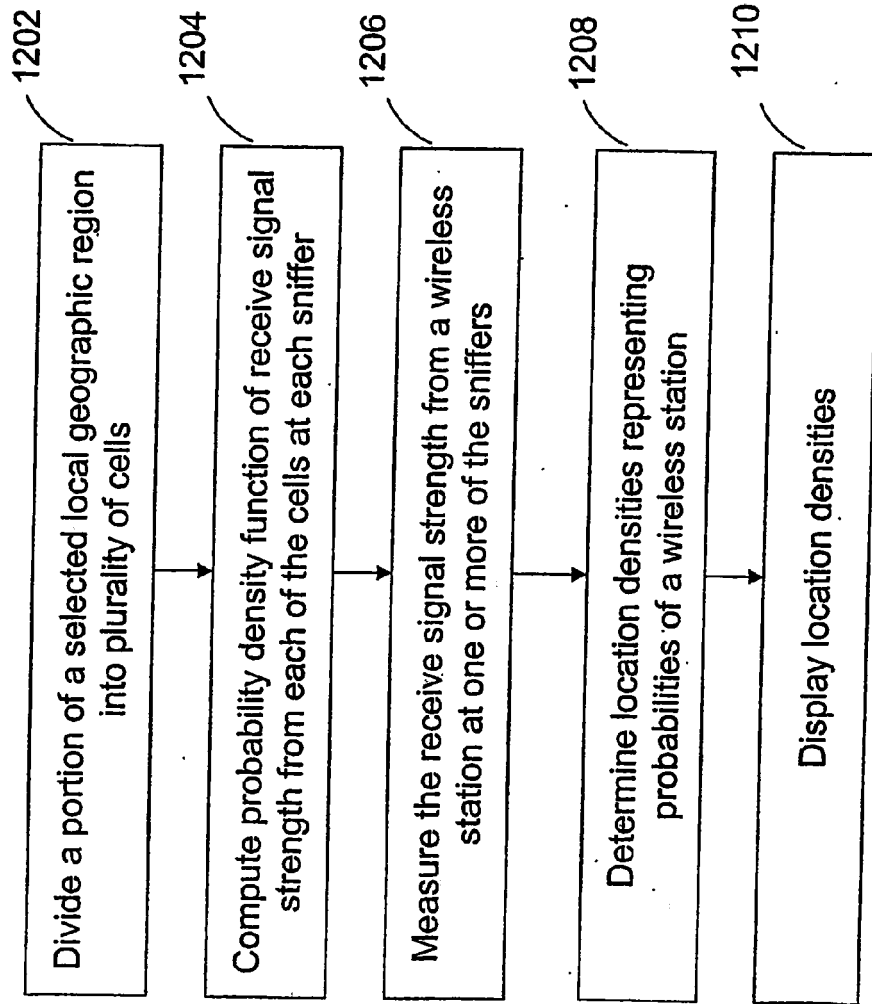 1202
Divide a portion of a selected local geographic region
into plurality of cells
1204
Compute probability density function of receive signal
strength from each of the cells at each sniffer
1206
Measure the receive signal strength from a wireless
station at one or more of the sniffers
1208
Determine location densities representing
probabilities of a wireless station
1210
Display location densities